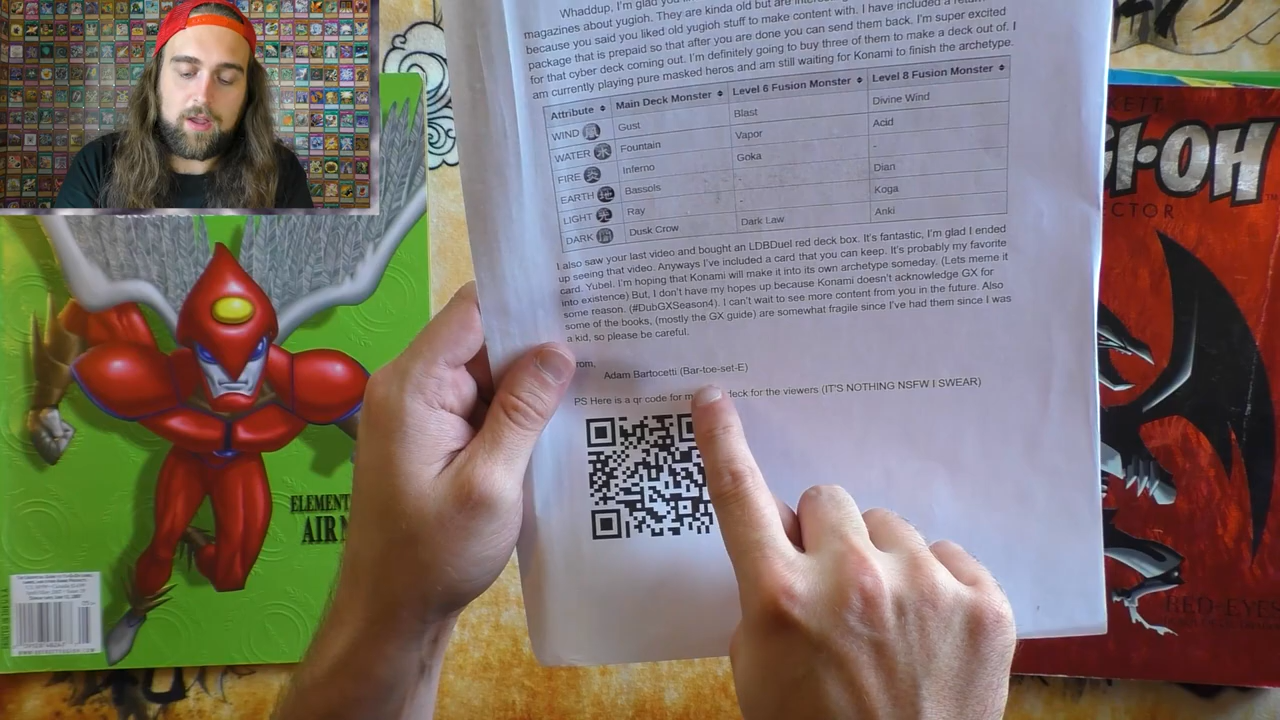 Whaddup, I'm glad you
magazines about yugioh. They are kinda old but are
because you said you liked old yugioh stuff to make content with. I have included a
package that is prepaid so that after you are done you can send them back. I'm super excited
for that cyber deck coming out. I'm definitely going to buy three of them to make a deck out of. I
am currently playing pure masked heros and am still waiting for Konami to finish the archetype.
Attribute Main Deck Monster Level 6 Fusion Monster Level 8 Fusion Monster
WIND Gust Blast Divine Wind
WATER Fountain Vapor Acid
FIRE Inferno Goka -
EARTH Bassols - Dian
LIGHT Ray - Koga
DARK Dusk Crow Dark Law Anki
I also saw your last video and bought an LDBDuel red deck box. It's fantastic, I'm glad I ended
up seeing that video. Anyways I've included a card that you can keep. It's probably my favorite
card. Yubel. I'm hoping that Konami will make it into its own archetype someday. (Lets meme it
into existence) But, I don't have my hopes up because Konami doesn't acknowledge GX for
some reason. (#DubGXSeason4). I can't wait to see more content from you in the future. Also
some of the books, (mostly the GX guide) are somewhat fragile since I've had them since I was
a kid, so please be careful.
rom,
Adam Bartocetti (Bar-toe-set-E)
PS Here is a qr code for m deck for the viewers (IT'S NOTHING NSFW I SWEAR)
ELEMENT
AIR N
KETT
GI-OH
ECTOR
RED-EYES